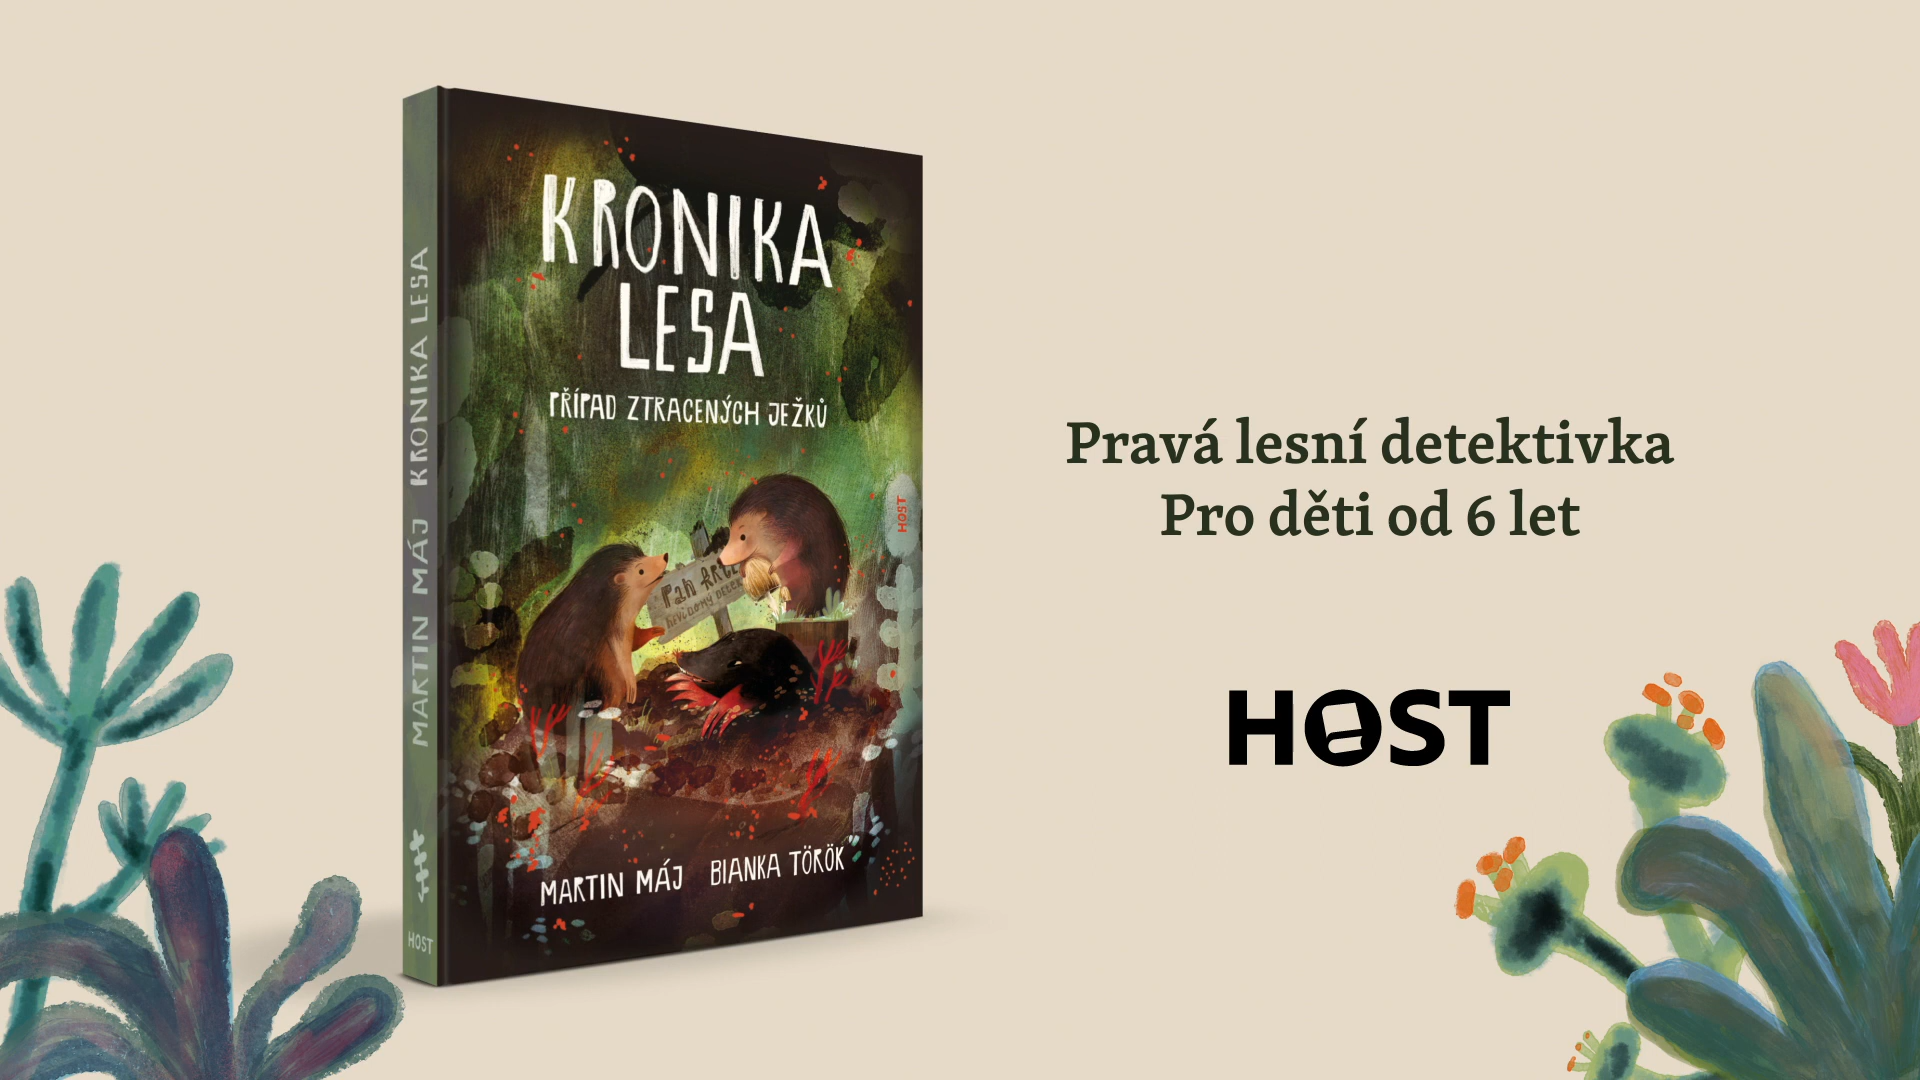 KRONIKA
LESA
PŘÍPAD ZTRACENÝCH JEŽKŮ
HOST
Pan
MARTIN MÁJ BIANKA TÖRÖK
MARTIN MÁJ KRONIKA LESA
HOST
Pravá lesní detektivka
Pro děti od 6 let
HOST